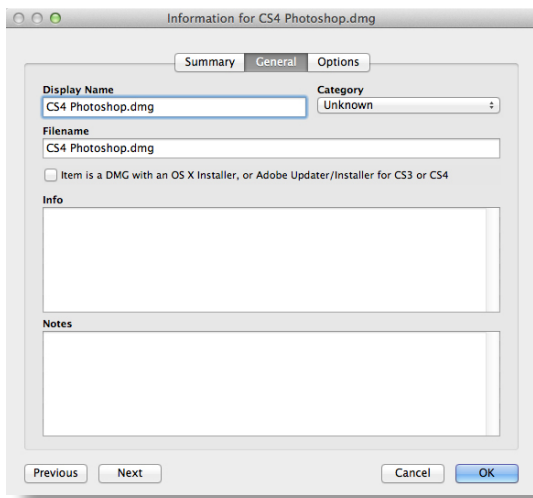 Information for CS4 Photoshop.dmg
Summary General Options
Display Name Category
CS4 Photoshop.dmg Unknown
Filename
CS4 Photoshop.dmg
Item is a DMG with an OS X Installer, or Adobe Updater/Installer for CS3 or CS4
Info
Notes
Previous Next Cancel OK